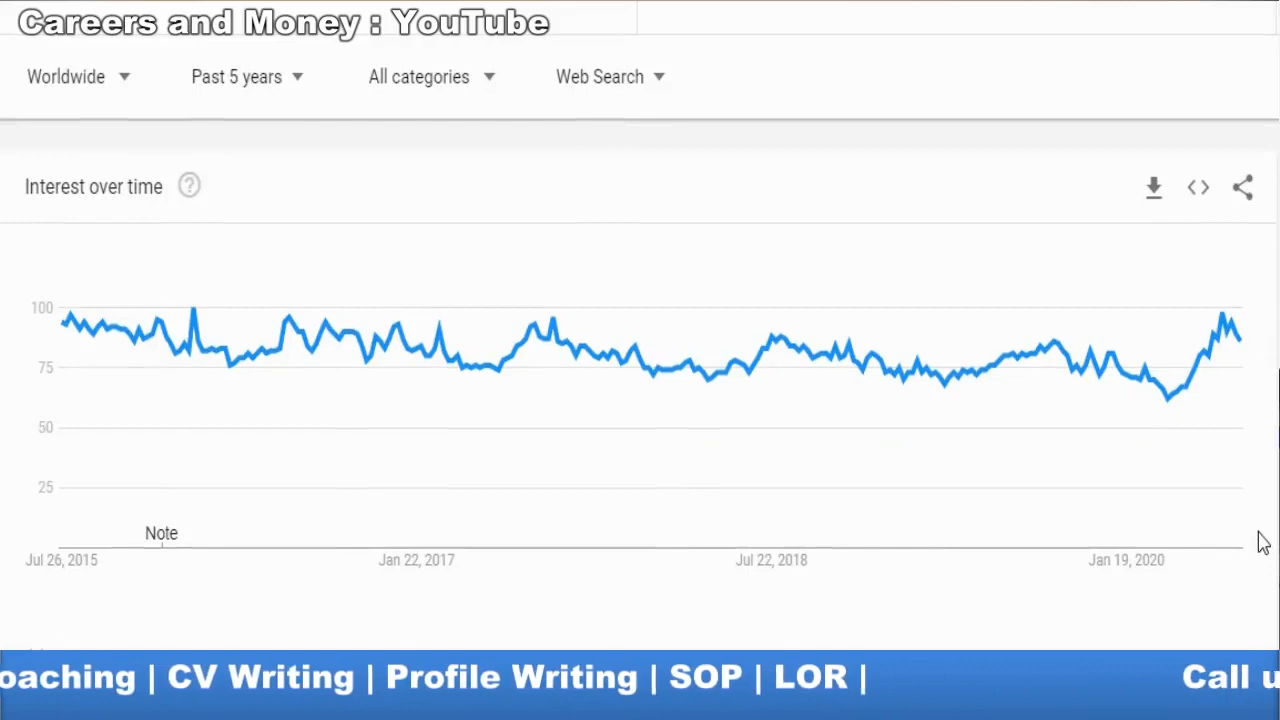 Careers and Money : YouTube
Worldwide Past 5 years All categories Web Search
Interest over time ?
100
75
50
25
Note
Jul 26, 2015 Jan 22, 2017 Jul 22, 2018 Jan 19, 2020
oaching | CV Writing | Profile Writing | SOP | LOR | Call u